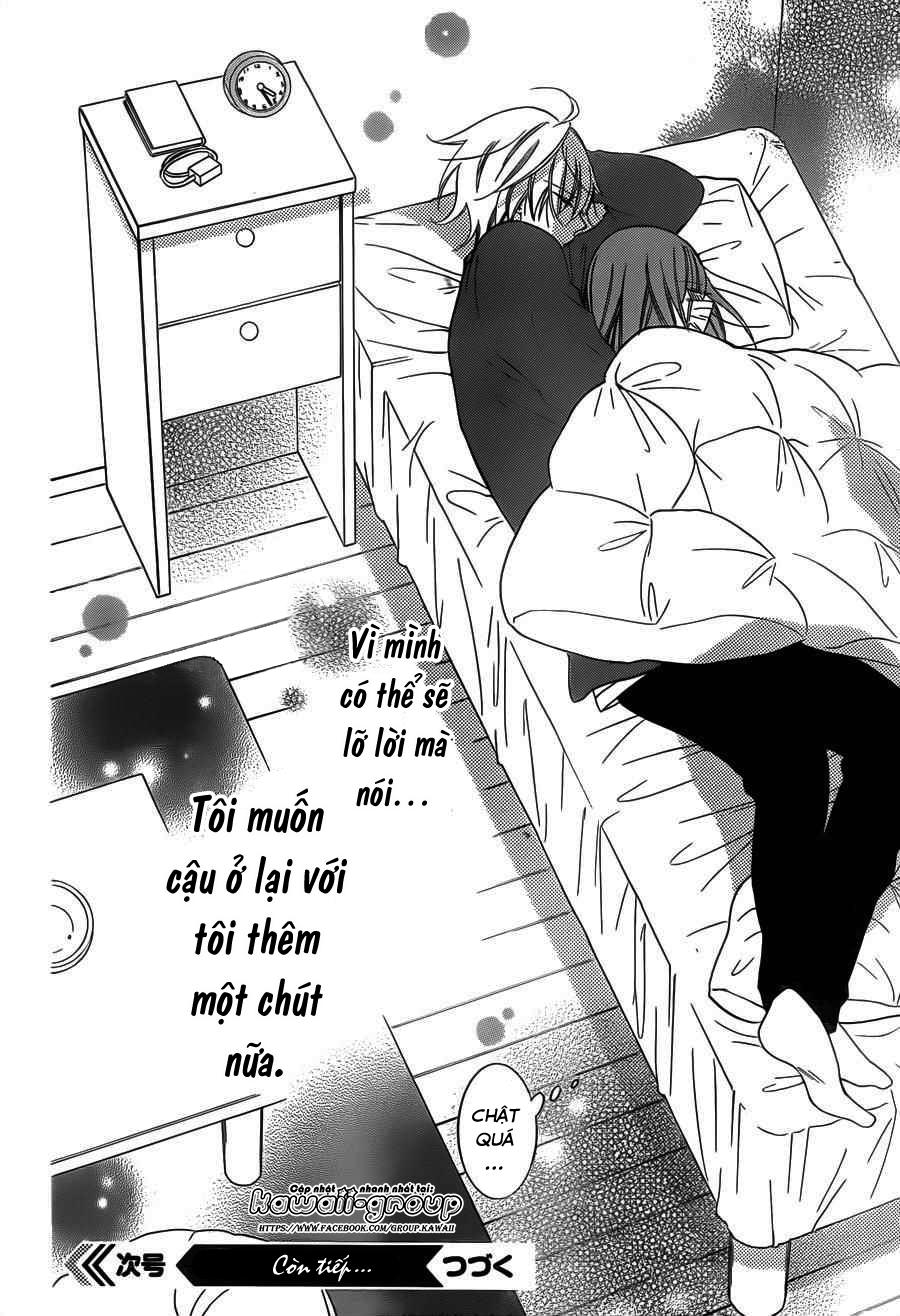 Vì mình
có thể sẽ
lỡ lời mà
nói...
Tôi muốn
cậu ở lại với
tôi thêm
một chút
nữa.
CHẬT
QUÁ
...
Cập nhật nhanh nhất tại:
kawaii-group
HTTPS://WWW.FACEBOOK.COM/GROUP.KAWAII
次号 Còn tiếp... つづく